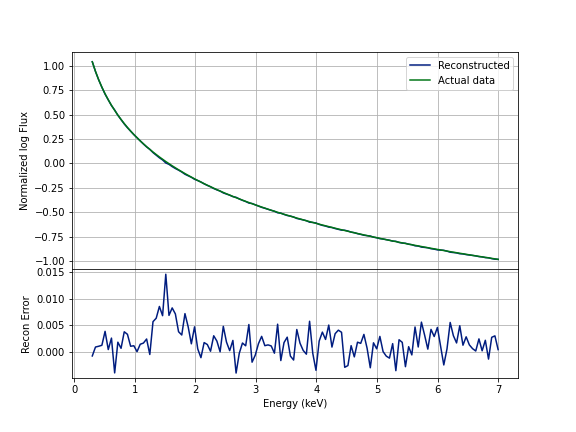 Normalized log Flux
1.00
0.75
0.50
0.25
0.00
−0.25
−0.50
−0.75
−1.00
Reconstructed
Actual data
Recon Error
0.015
0.010
0.005
0.000
0 1 2 3 4 5 6 7
Energy (keV)